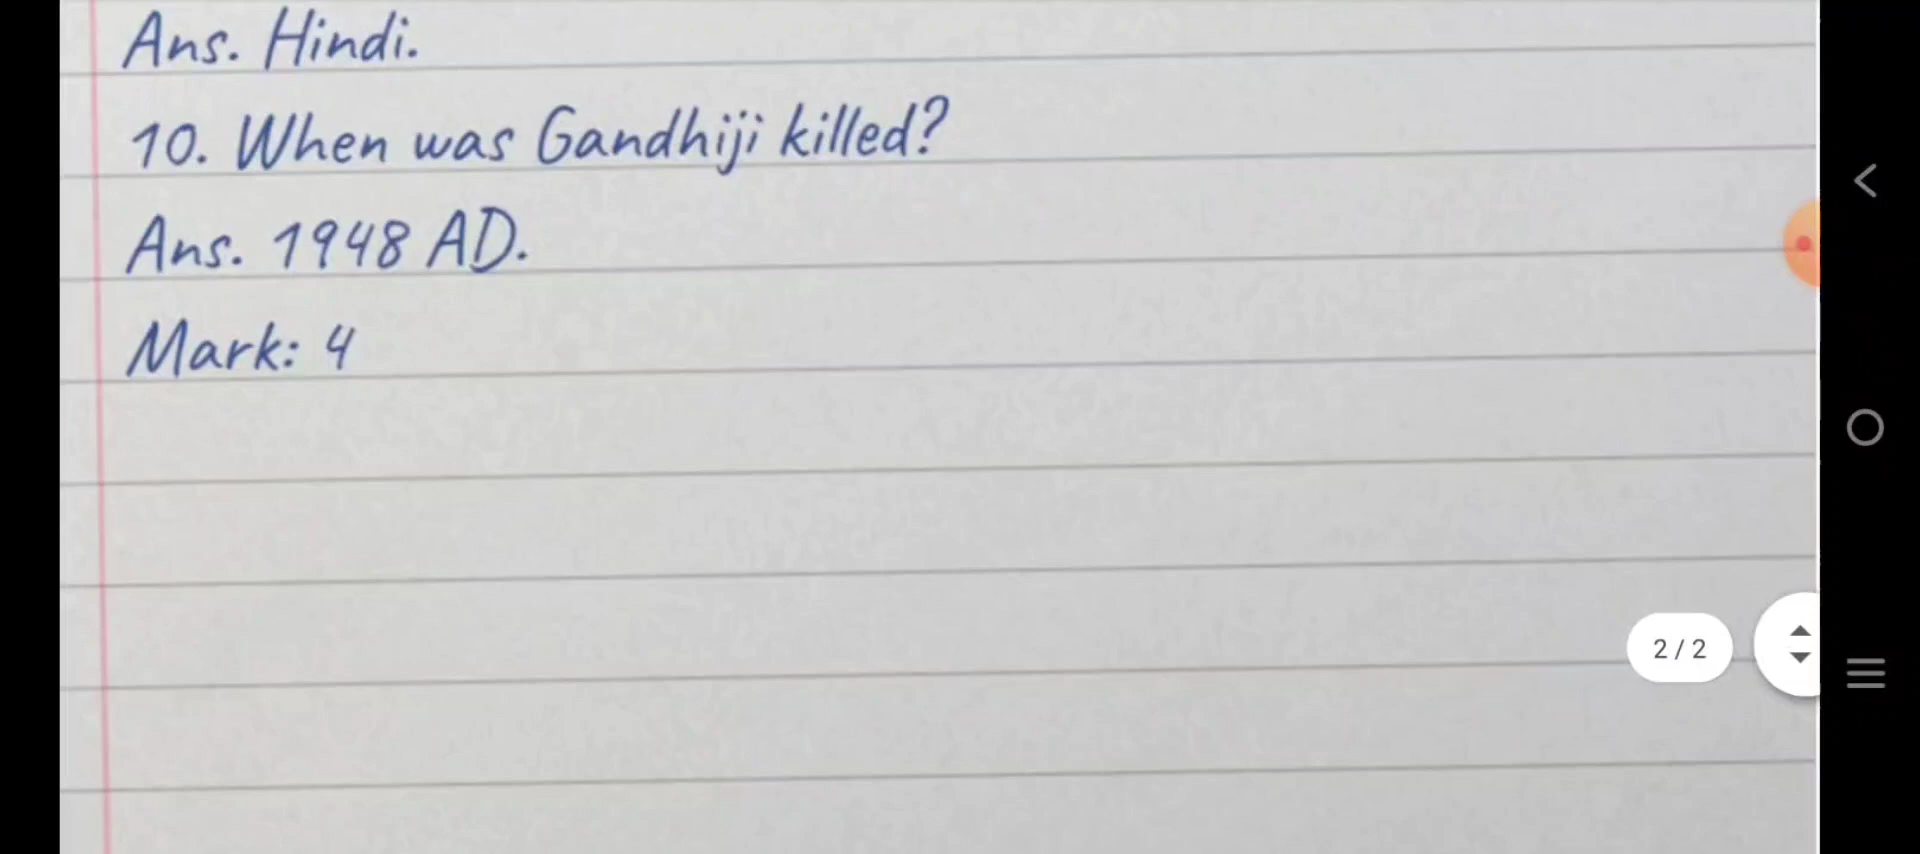 Ans. Hindi.
10. When was Gandhiji killed?
Ans. 1948 AD.
Mark: 4
2 / 2